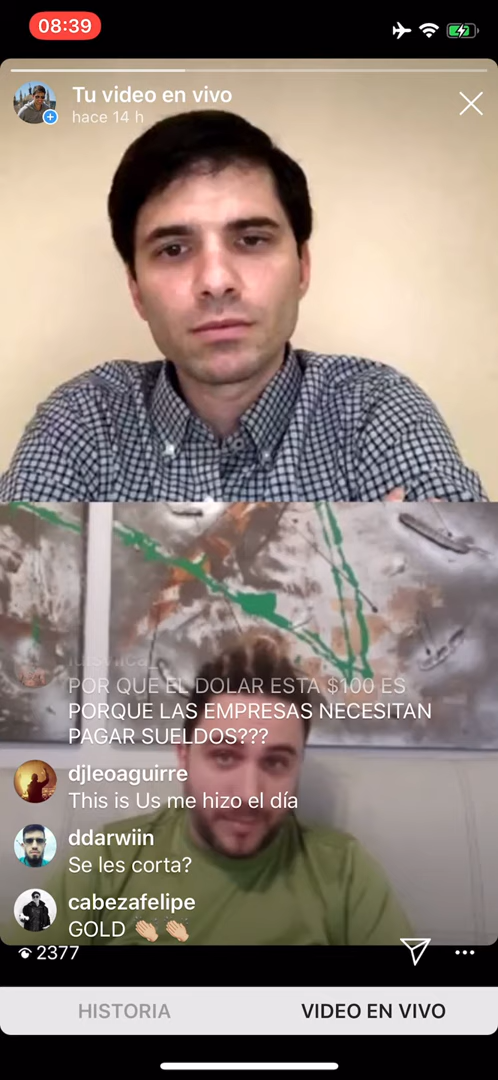 08:39
Tu video en vivo
hace 14 h
POR QUE EL DOLAR ESTA $100 ES
PORQUE LAS EMPRESAS NECESITAN
PAGAR SUELDOS???
djleoaguirre
This is Us me hizo el día
ddarwiin
Se les corta?
cabezafelipe
GOLD 👏🏼👏🏼
2377
HISTORIA
VIDEO EN VIVO